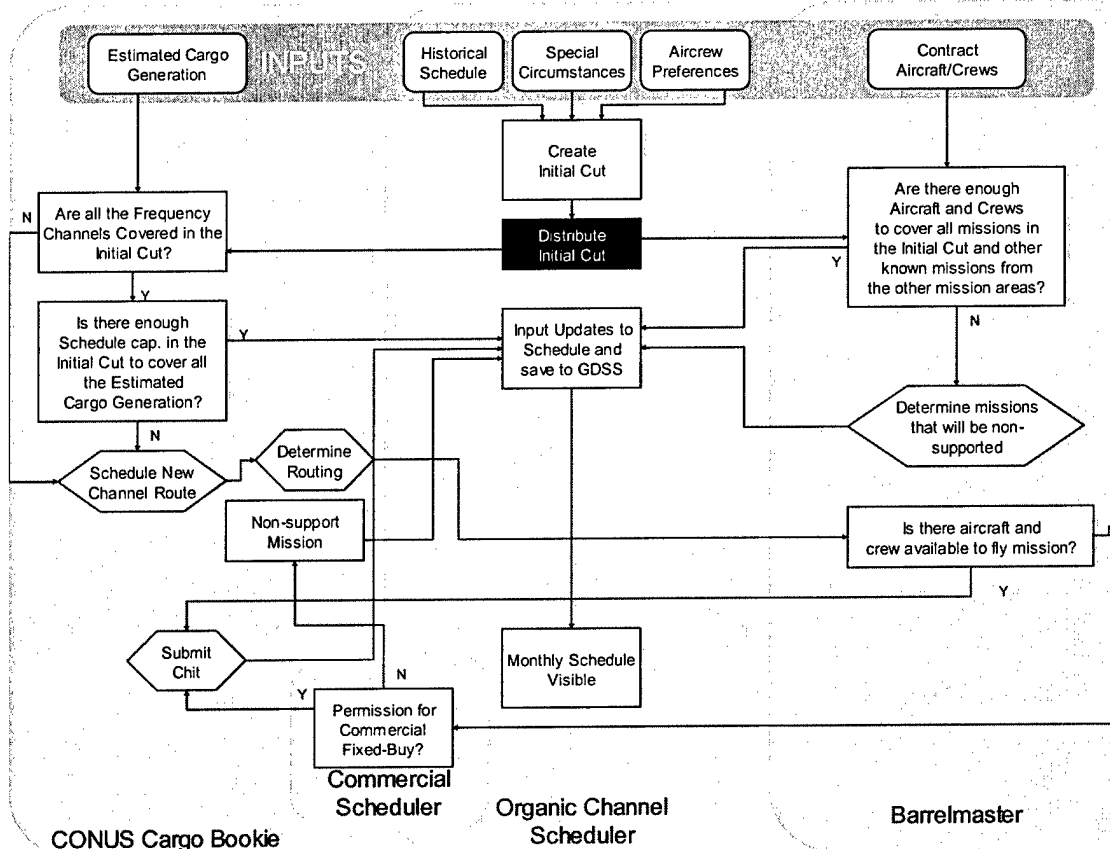 INPUTS
Estimated Cargo
Generation
Historical
Schedule
Special
Circumstances
Aircrew
Preferences
Contract
Aircraft/Crews
Create
Initial Cut
Distribute
Initial Cut
N
Are all the Frequency
Channels Covered in the
Initial Cut?
Y
Are there enough
Aircraft and Crews
to cover all missions in
the Initial Cut and other
known missions from
the other mission areas?
Y
N
Is there enough
Schedule cap. in the
Initial Cut to cover all
the Estimated
Cargo Generation?
Y
N
Input Updates to
Schedule and
save to GDSS
Determine missions
that will be non-
supported
Schedule New
Channel Route
Determine
Routing
Non-support
Mission
Is there aircraft and
crew available to fly mission?
Y
Submit
Chit
Y
N
Permission for
Commercial
Fixed-Buy?
Monthly Schedule
Visible
CONUS Cargo Bookie
Commercial
Scheduler
Organic Channel
Scheduler
Barrelmaster